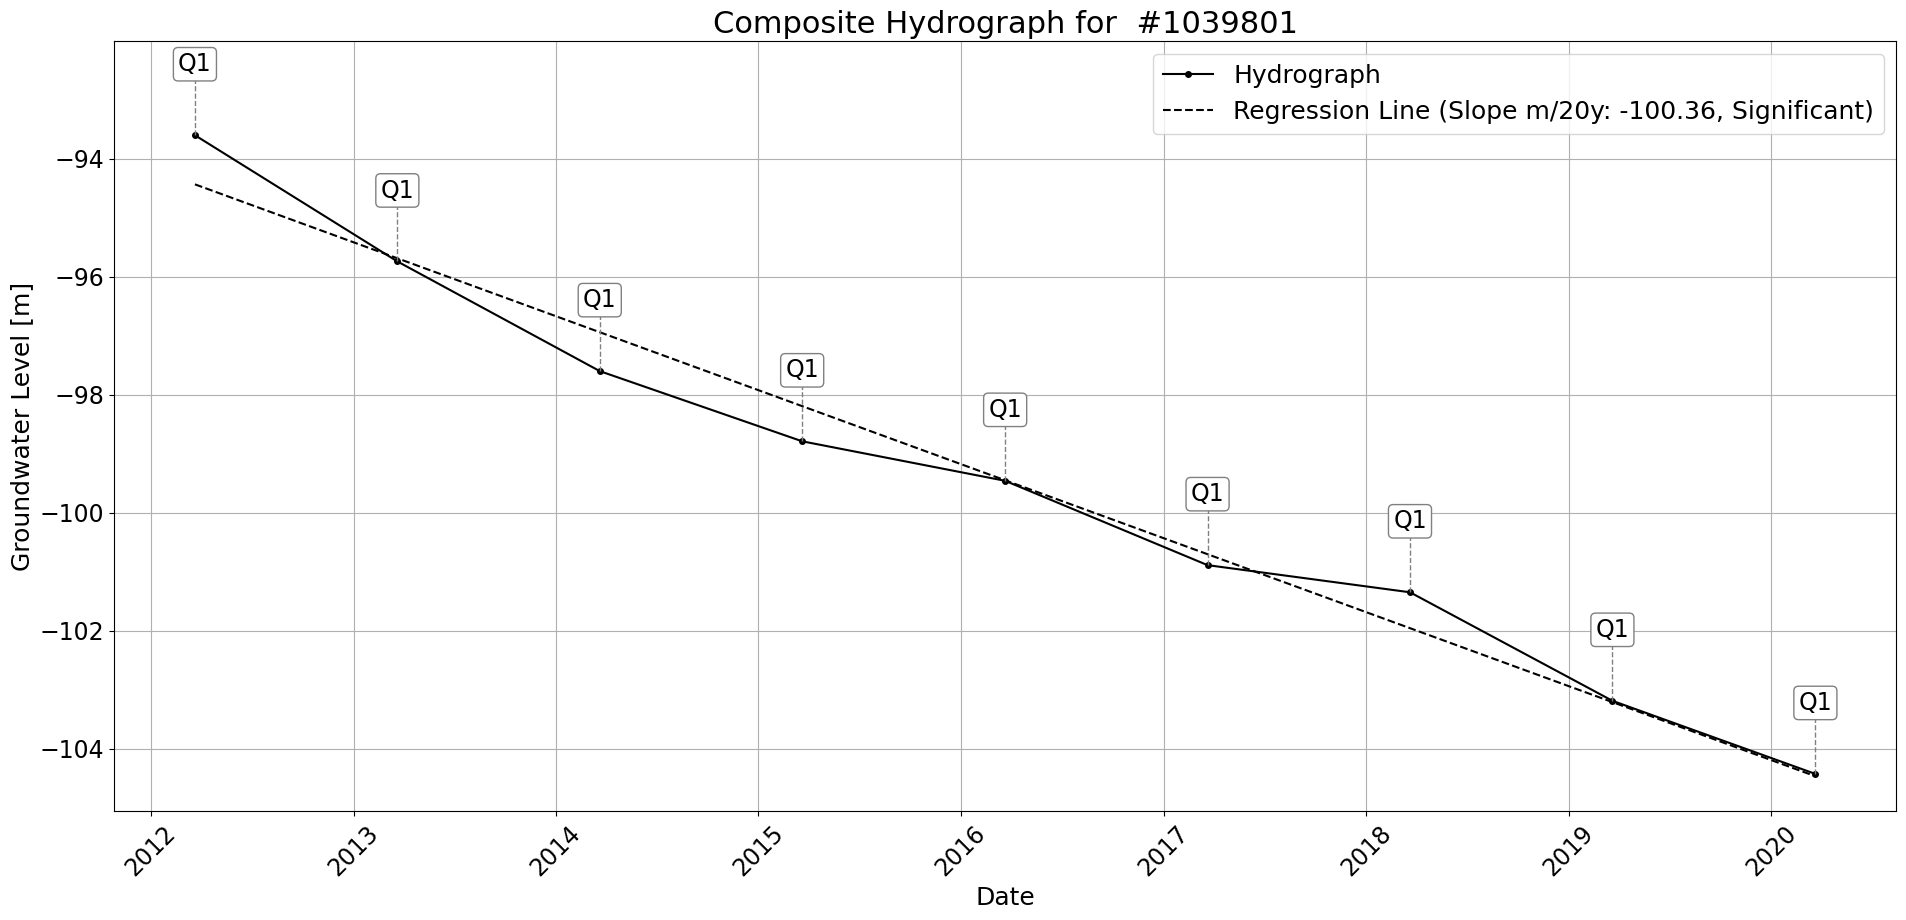 Composite Hydrograph for  #1039801
Hydrograph
Regression Line (Slope m/20y: -100.36, Significant)
Q1
Q1
Q1
Q1
Q1
Q1
Q1
Q1
Q1
−94
−96
−98
−100
−102
−104
Groundwater Level [m]
2012
2013
2014
2015
2016
2017
2018
2019
2020
Date